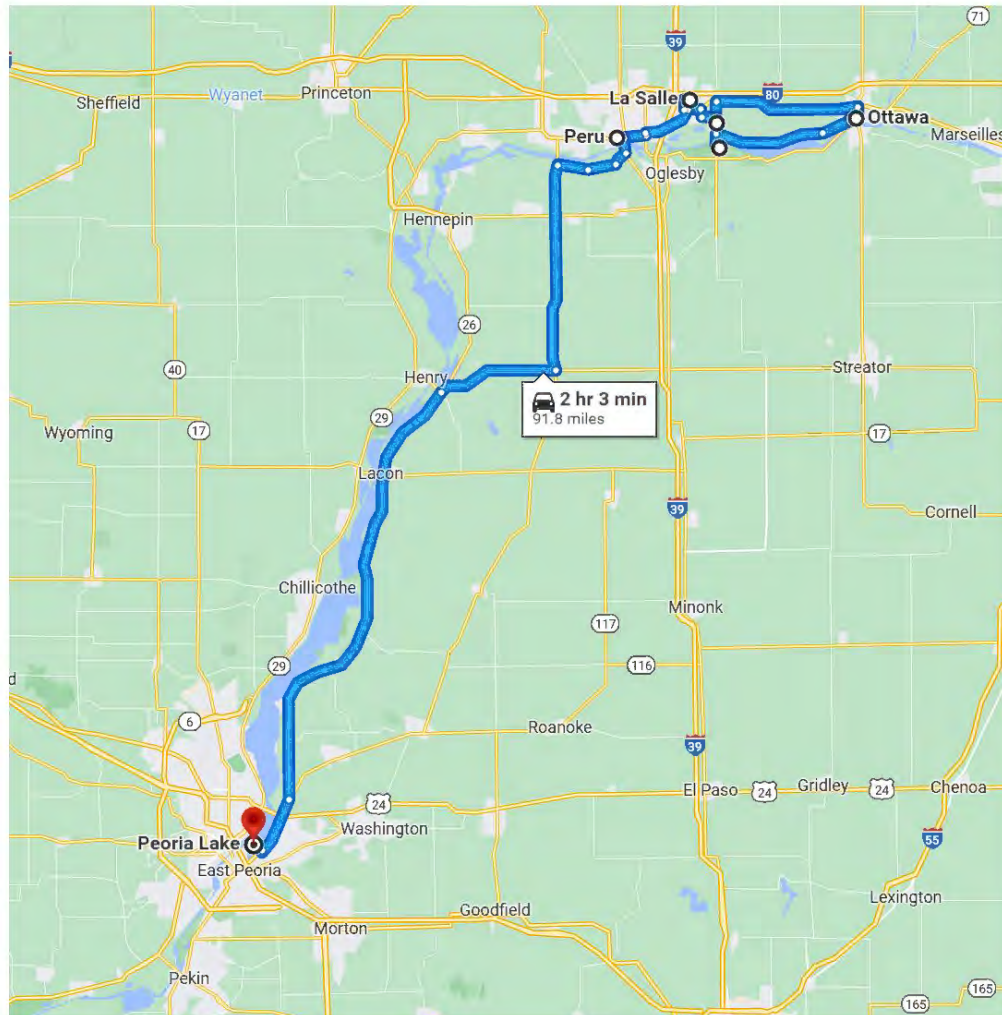 71
39
La Salle
80
Sheffield
Wyanet
Princeton
Ottawa
Peru
Marseilles
Oglesby
Hennepin
26
40
Henry
Streator
2 hr 3 min
91.8 miles
29
Wyoming
17
17
Lacon
39
Cornell
Chillicothe
Minonk
117
29
116
d
6
Roanoke
39
El Paso
24
Gridley
24
Chenoa
24
Washington
55
Peoria Lake
East Peoria
Lexington
Goodfield
Morton
Pekin
165
165